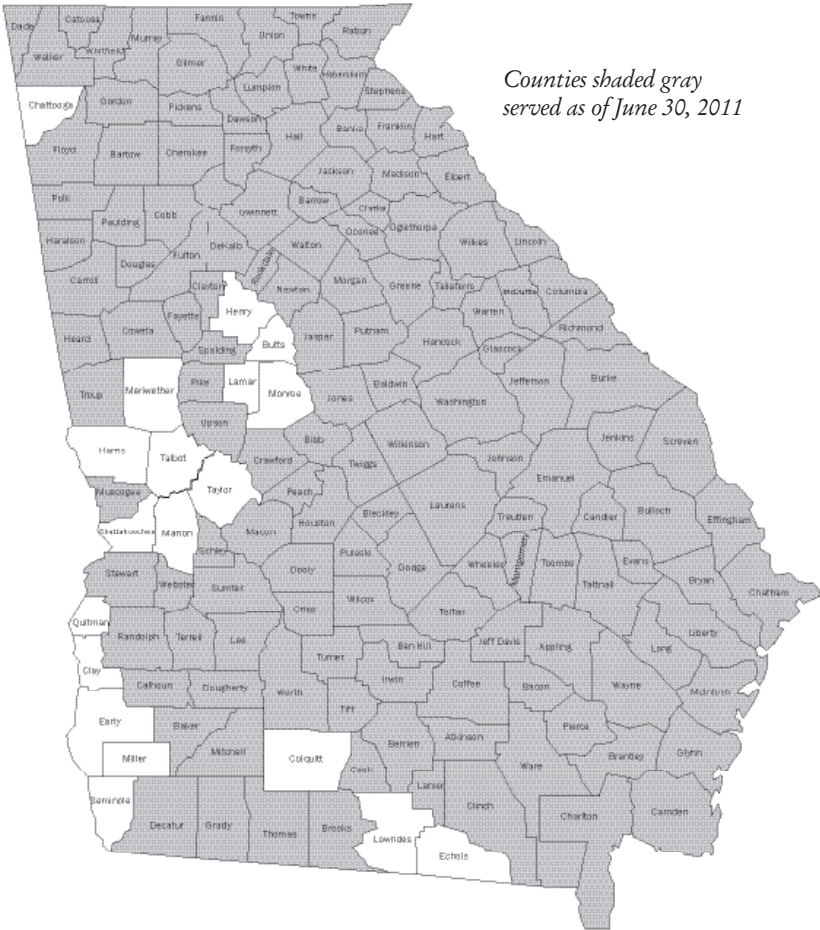 Counties shaded gray
served as of June 30, 2011
Dade
Catoosa
Fannin
Towns
Rabun
Union
Murray
Whitfield
Walker
Gilmer
White
Habersham
Lumpkin
Stephens
Chattooga
Gordon
Pickens
Dawson
Banks
Franklin
Hart
Hall
Floyd
Bartow
Cherokee
Forsyth
Jackson
Madison
Elbert
Polk
Paulding
Cobb
Gwinnett
Barrow
Clarke
Oconee
Oglethorpe
Wilkes
Lincoln
Haralson
Douglas
Fulton
DeKalb
Walton
Rockdale
Carroll
Clayton
Newton
Morgan
Greene
Taliaferro
McDuffie
Columbia
Warren
Henry
Fayette
Heard
Coweta
Spalding
Butts
Jasper
Putnam
Hancock
Glascock
Richmond
Troup
Meriwether
Pike
Lamar
Monroe
Jones
Baldwin
Washington
Jefferson
Burke
Upson
Harris
Talbot
Crawford
Bibb
Twiggs
Wilkinson
Johnson
Jenkins
Screven
Emanuel
Muscogee
Taylor
Peach
Laurens
Treutlen
Candler
Bulloch
Effingham
Chattahoochee
Marion
Macon
Houston
Bleckley
Schley
Pulaski
Dodge
Wheeler
Montgomery
Toombs
Tattnall
Evans
Bryan
Chatham
Stewart
Webster
Sumter
Dooly
Crisp
Wilcox
Telfair
Quitman
Randolph
Terrell
Lee
Turner
Ben Hill
Jeff Davis
Appling
Long
Liberty
Clay
Calhoun
Dougherty
Worth
Tift
Irwin
Coffee
Bacon
Wayne
McIntosh
Early
Baker
Mitchell
Miller
Colquitt
Cook
Berrien
Atkinson
Pierce
Brantley
Glynn
Ware
Seminole
Decatur
Grady
Thomas
Brooks
Lanier
Lowndes
Echols
Clinch
Charlton
Camden